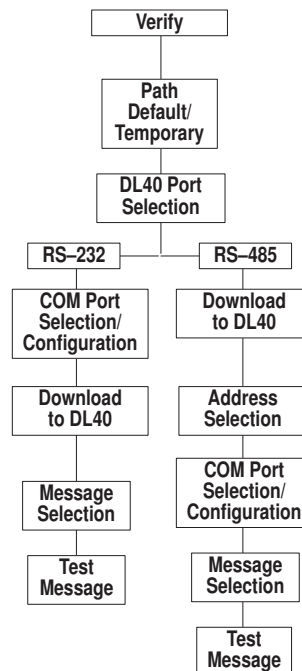 Verify
Path
Default/
Temporary
DL40 Port
Selection
RS–232
COM Port
Selection/
Configuration
Download
to DL40
Message
Selection
Test
Message
RS–485
Download
to DL40
Address
Selection
COM Port
Selection/
Configuration
Message
Selection
Test
Message